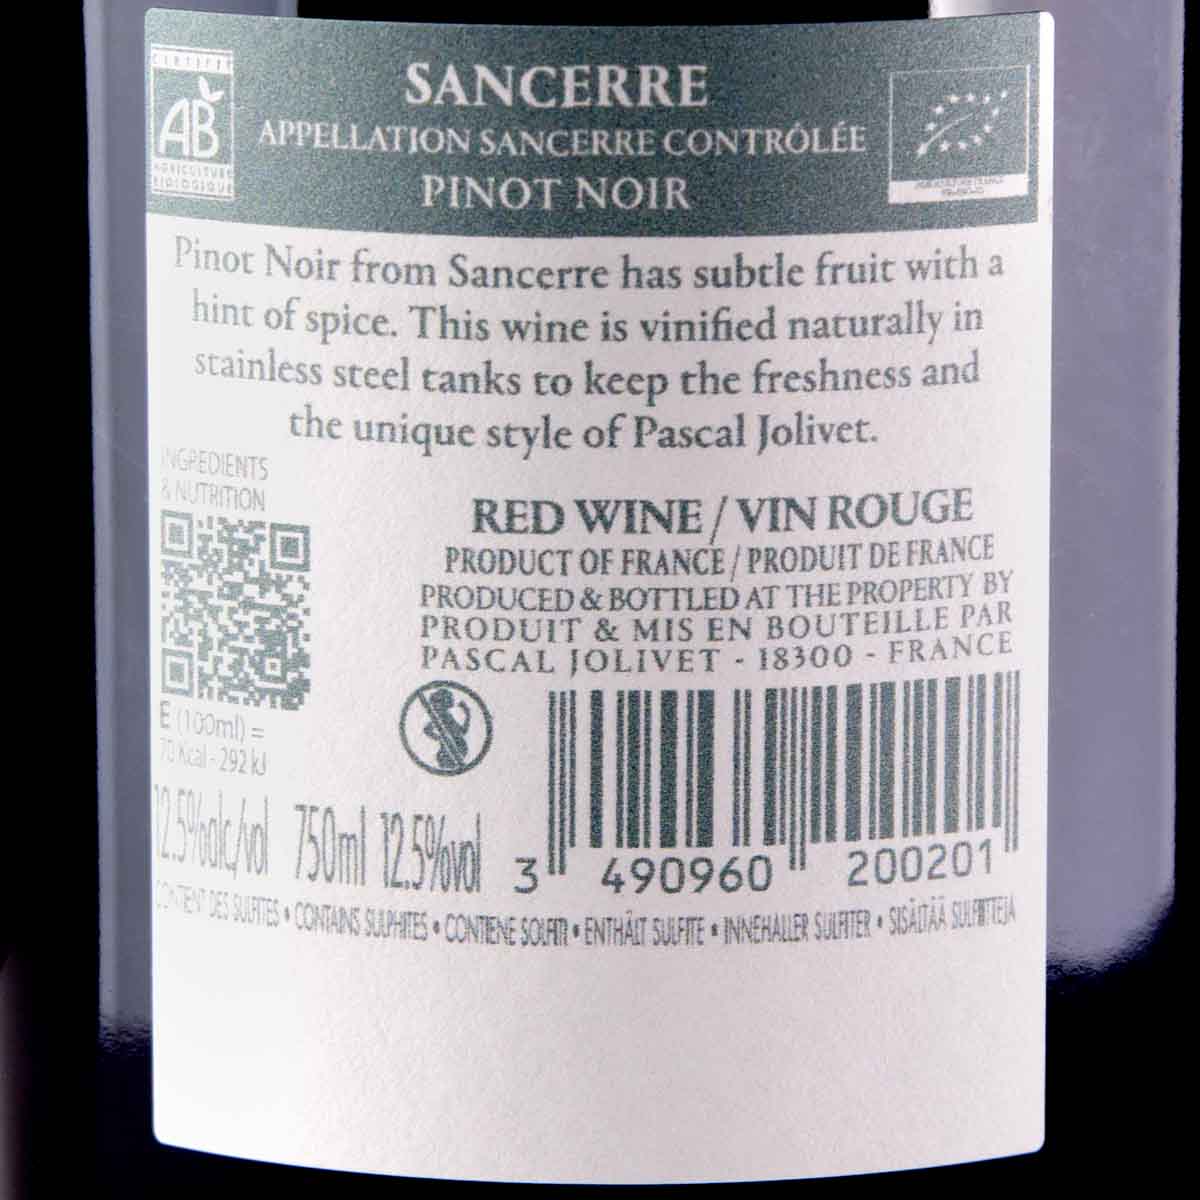 CERTIFIÉ
AB
AGRICULTURE
BIOLOGIQUE
SANCERRE
APPELLATION SANCERRE CONTRÔLÉE
PINOT NOIR
Pinot Noir from Sancerre has subtle fruit with a
hint of spice. This wine is vinified naturally in
stainless steel tanks to keep the freshness and
the unique style of Pascal Jolivet.
INGREDIENTS
& NUTRITION
E (100ml) =
70 Kcal - 292 kJ
RED WINE / VIN ROUGE
PRODUCT OF FRANCE / PRODUIT DE FRANCE
PRODUCED & BOTTLED AT THE PROPERTY BY
PRODUIT & MIS EN BOUTEILLE PAR
PASCAL JOLIVET - 18300 - FRANCE
12.5%alc/vol 750ml 12.5%vol
3 490960 200201
CONTIENT DES SULFITES • CONTAINS SULPHITES • CONTIENE SOLFITI • ENTHÄLT SULFITE • INNEHALLER SULFITER • SISÄLTÄÄ SULFIITTEJA